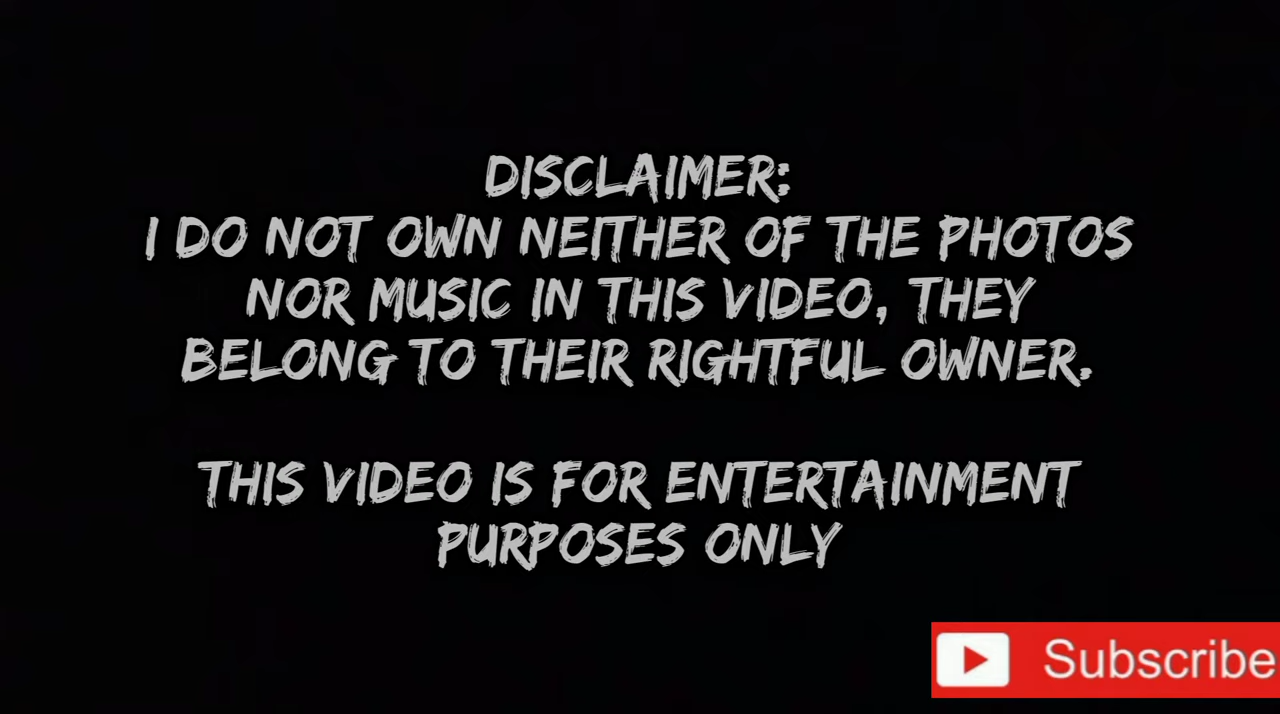 DISCLAIMER:
I DO NOT OWN NEITHER OF THE PHOTOS
NOR MUSIC IN THIS VIDEO, THEY
BELONG TO THEIR RIGHTFUL OWNER.
THIS VIDEO IS FOR ENTERTAINMENT
PURPOSES ONLY
Subscribe